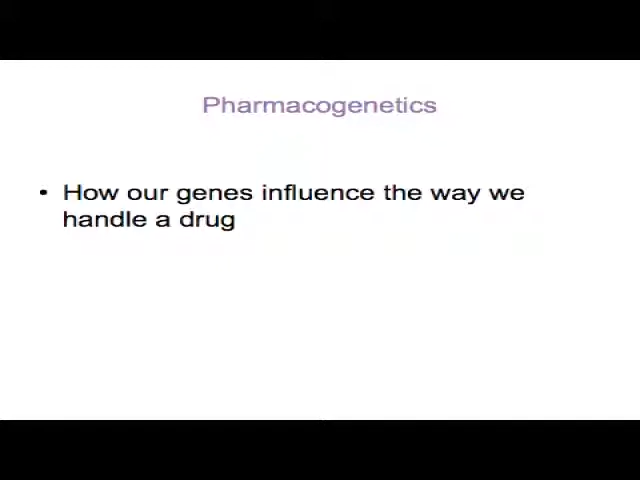 Pharmacogenetics
• How our genes influence the way we
handle a drug